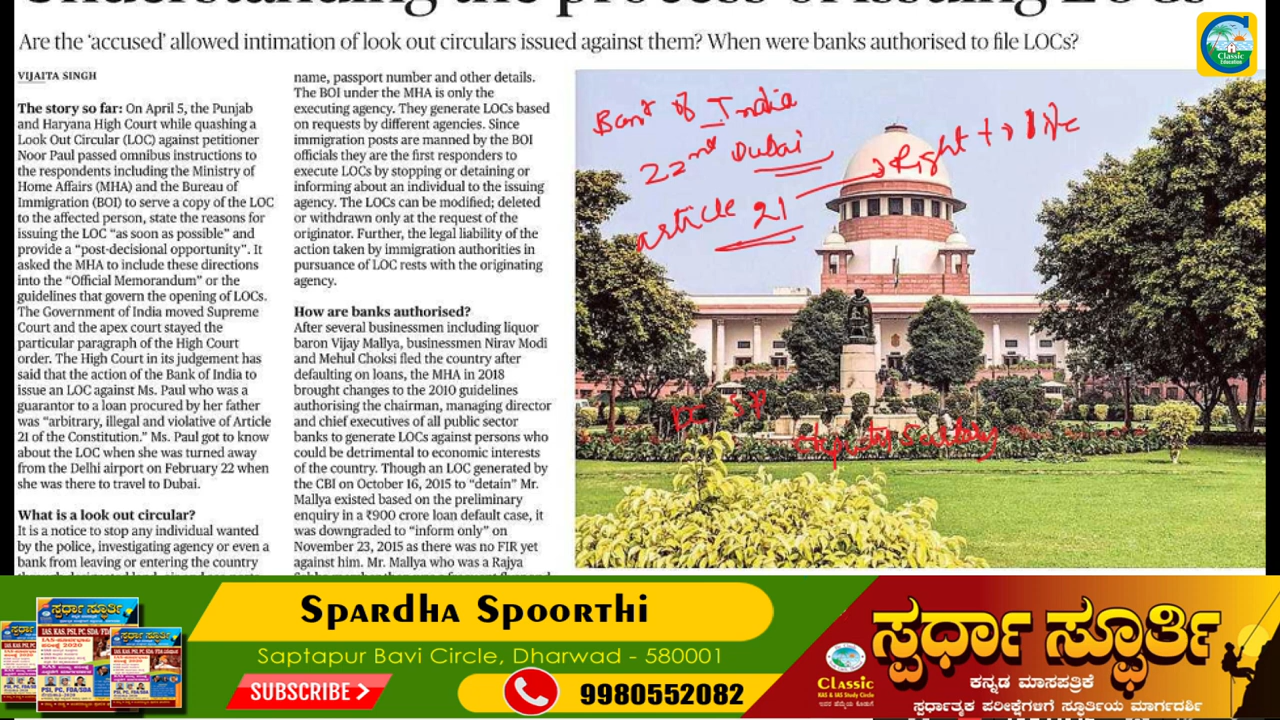 Understanding the process of issuing LOCs
Are the ‘accused’ allowed intimation of look out circulars issued against them? When were banks authorised to file LOCs?
VIJAITA SINGH
The story so far: On April 5, the Punjab
and Haryana High Court while quashing a
Look Out Circular (LOC) against petitioner
Noor Paul passed omnibus instructions to
the respondents including the Ministry of
Home Affairs (MHA) and the Bureau of
Immigration (BOI) to serve a copy of the LOC
to the affected person, state the reasons for
issuing the LOC “as soon as possible” and
provide a “post-decisional opportunity”. It
asked the MHA to include these directions
into the “Official Memorandum” or the
guidelines that govern the opening of LOCs.
The Government of India moved Supreme
Court and the apex court stayed the
particular paragraph of the High Court
order. The High Court in its judgement has
said that the action of the Bank of India to
issue an LOC against Ms. Paul who was a
guarantor to a loan procured by her father
was “arbitrary, illegal and violative of Article
21 of the Constitution.” Ms. Paul got to know
about the LOC when she was turned away
from the Delhi airport on February 22 when
she was there to travel to Dubai.
What is a look out circular?
It is a notice to stop any individual wanted
by the police, investigating agency or even a
bank from leaving or entering the country
name, passport number and other details.
The BOI under the MHA is only the
executing agency. They generate LOCs based
on requests by different agencies. Since
immigration posts are manned by the BOI
officials they are the first responders to
execute LOCs by stopping or detaining or
informing about an individual to the issuing
agency. The LOCs can be modified; deleted
or withdrawn only at the request of the
originator. Further, the legal liability of the
action taken by immigration authorities in
pursuance of LOC rests with the originating
agency.
How are banks authorised?
After several businessmen including liquor
baron Vijay Mallya, businessmen Nirav Modi
and Mehul Choksi fled the country after
defaulting on loans, the MHA in 2018
brought changes to the 2010 guidelines
authorising the chairman, managing director
and chief executives of all public sector
banks to generate LOCs against persons who
could be detrimental to economic interests
of the country. Though an LOC generated by
the CBI on October 16, 2015 to “detain” Mr.
Mallya existed based on the preliminary
enquiry in a ₹900 crore loan default case, it
was downgraded to “inform only” on
November 23, 2015 as there was no FIR yet
against him. Mr. Mallya who was a Rajya
of India
22nd Dubai
article 21 Right to life
DC SP
Classic
Education
Spardha Spoorthi
Saptapur Bavi Circle, Dharwad - 580001
SUBSCRIBE
9980552082
ಸ್ಪರ್ಧಾ ಸ್ಫೂರ್ತಿ
ಕನ್ನಡ ಮಾಸಪತ್ರಿಕೆ
ಸ್ಪರ್ಧಾತ್ಮಕ ಪರೀಕ್ಷೆಗಳಿಗೆ ಸ್ಫೂರ್ತಿಯ ಮಾರ್ಗದರ್ಶಿ
Classic
KAS & IAS Study Circle